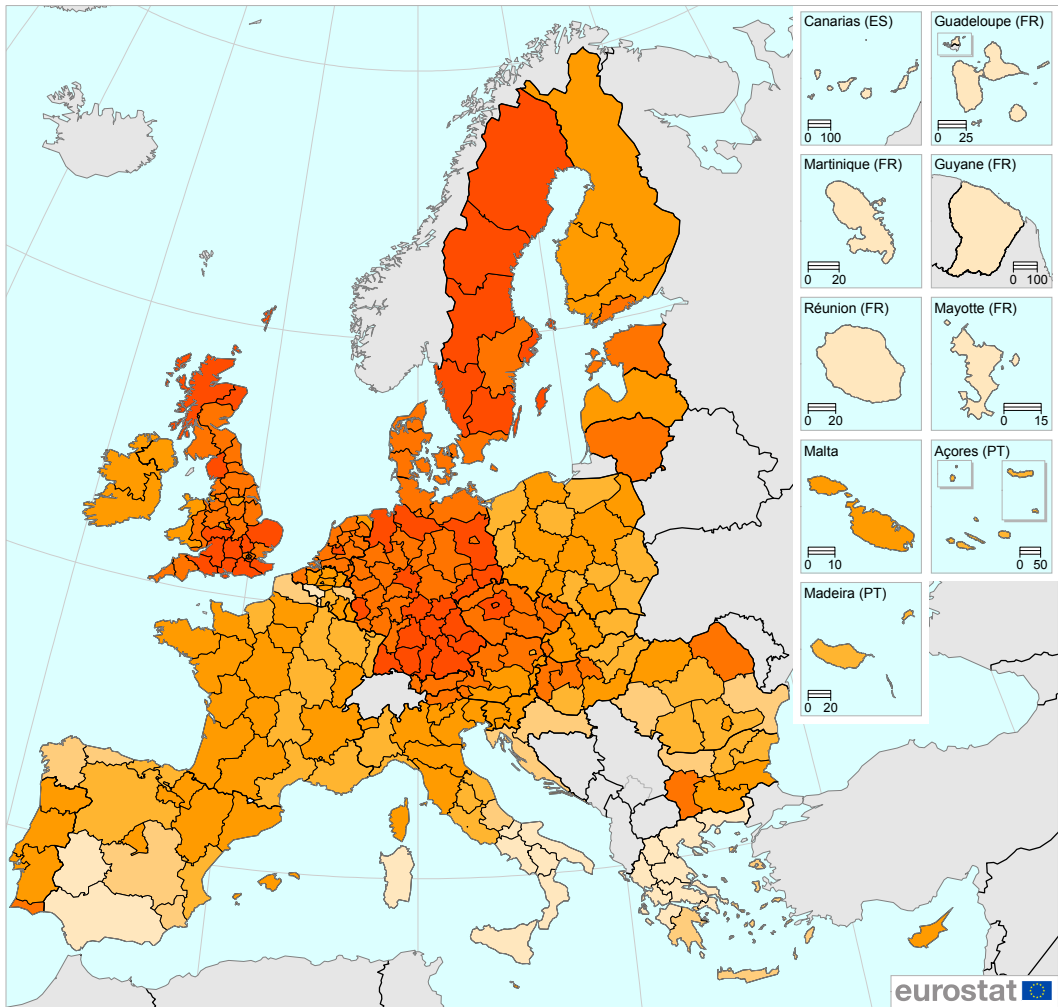 Canarias (ES)
0 100
Guadeloupe (FR)
0 25
Martinique (FR)
0 20
Guyane (FR)
0 100
Réunion (FR)
0 20
Mayotte (FR)
0 15
Malta
0 10
Açores (PT)
0 50
Madeira (PT)
0 20
eurostat